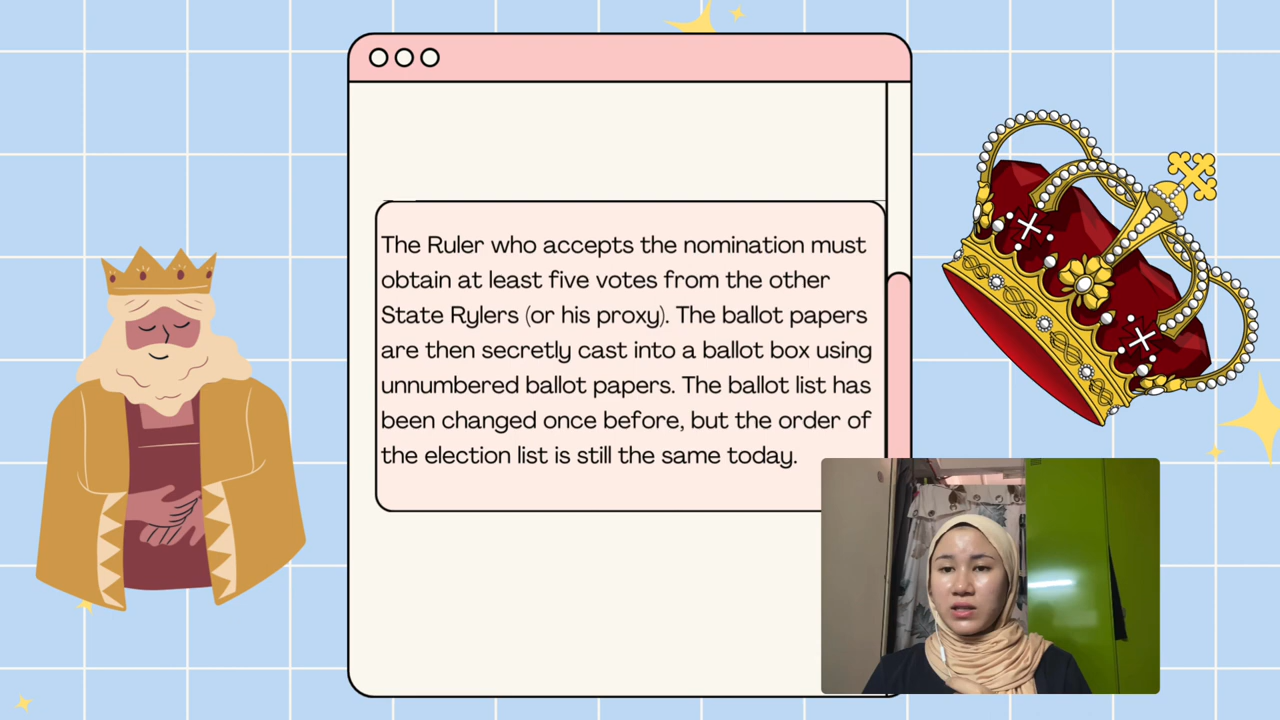 The Ruler who accepts the nomination must
obtain at least five votes from the other
State Rylers (or his proxy). The ballot papers
are then secretly cast into a ballot box using
unnumbered ballot papers. The ballot list has
been changed once before, but the order of
the election list is still the same today.